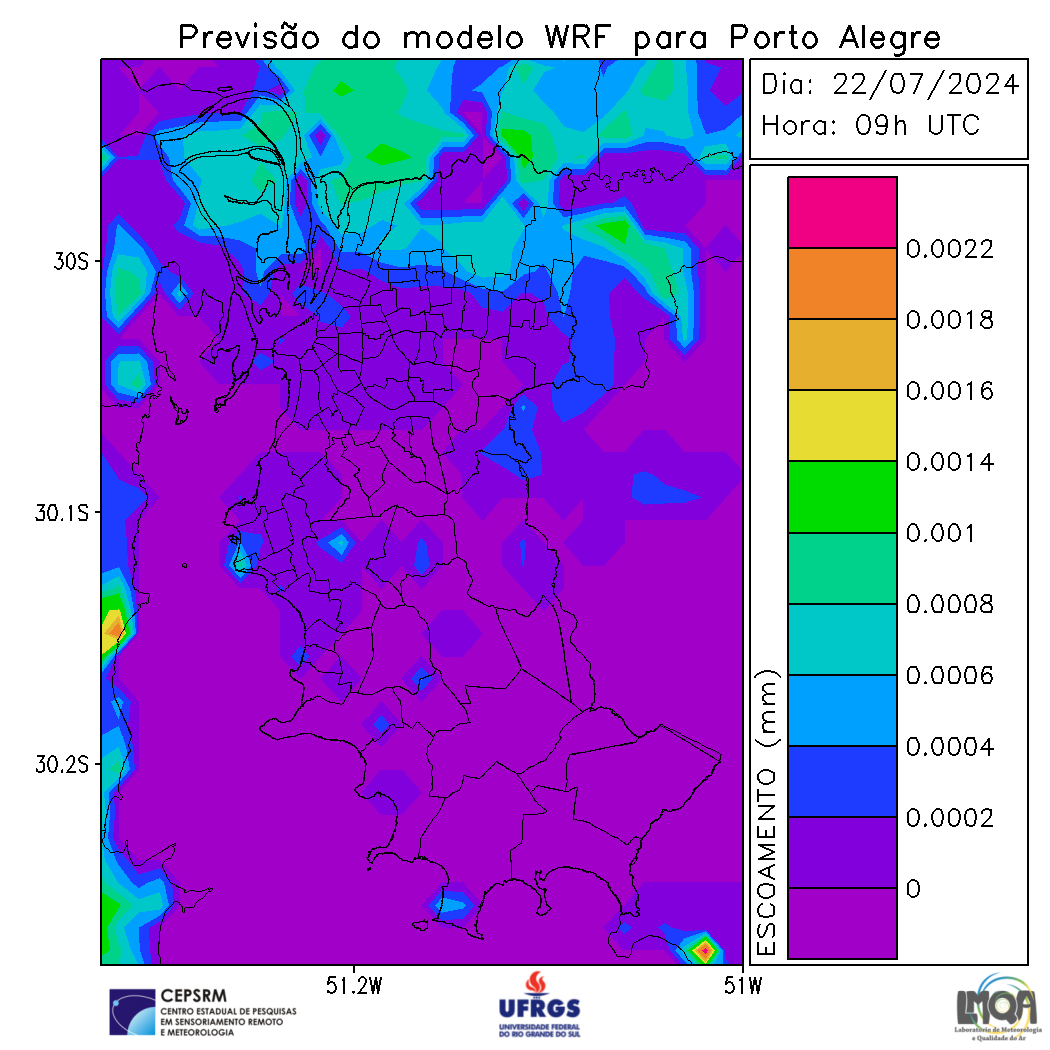 Previsão do modelo WRF para Porto Alegre
Dia: 22/07/2024
Hora: 09h UTC
30S
30.1S
30.2S
51.2W
51W
ESCOAMENTO (mm)
0.0022
0.0018
0.0016
0.0014
0.001
0.0008
0.0006
0.0004
0.0002
0
CEPSRM
CENTRO ESTADUAL DE PESQUISAS
EM SENSORIAMENTO REMOTO
E METEOROLOGIA
UFRGS
UNIVERSIDADE FEDERAL
DO RIO GRANDE DO SUL
LMQA
Laboratório de Meteorologia
e Qualidade do Ar